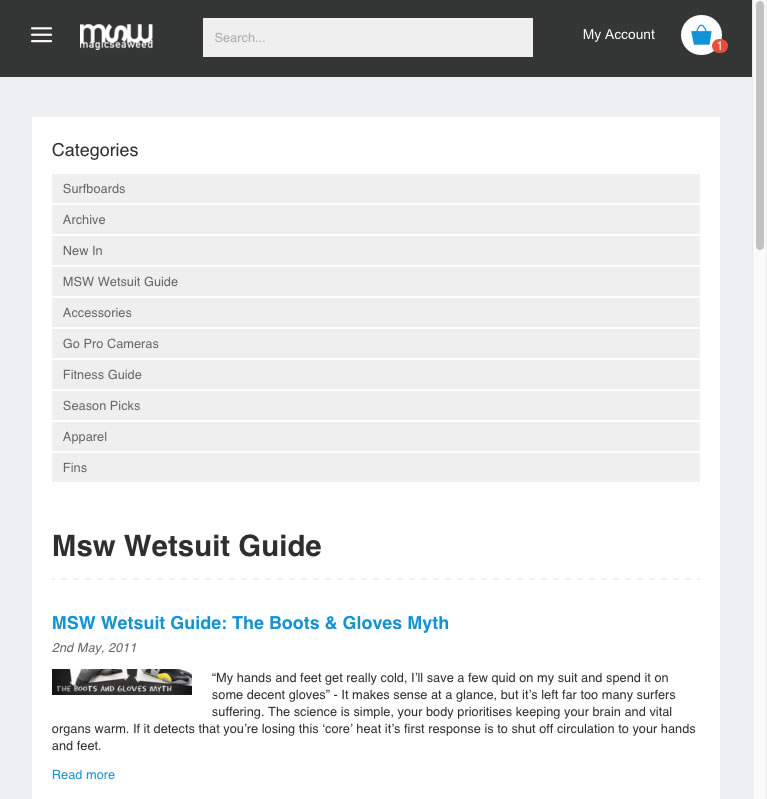 msw
magicseaweed
Search...
My Account
1
Categories
Surfboards
Archive
New In
MSW Wetsuit Guide
Accessories
Go Pro Cameras
Fitness Guide
Season Picks
Apparel
Fins
Msw Wetsuit Guide
MSW Wetsuit Guide: The Boots & Gloves Myth
2nd May, 2011
THE BOOTS AND GLOVES MYTH
“My hands and feet get really cold, I’ll save a few quid on my suit and spend it on
some decent gloves” - It makes sense at a glance, but it’s left far too many surfers
suffering. The science is simple, your body prioritises keeping your brain and vital
organs warm. If it detects that you’re losing this ‘core’ heat it’s first response is to shut off circulation to your hands
and feet.
Read more